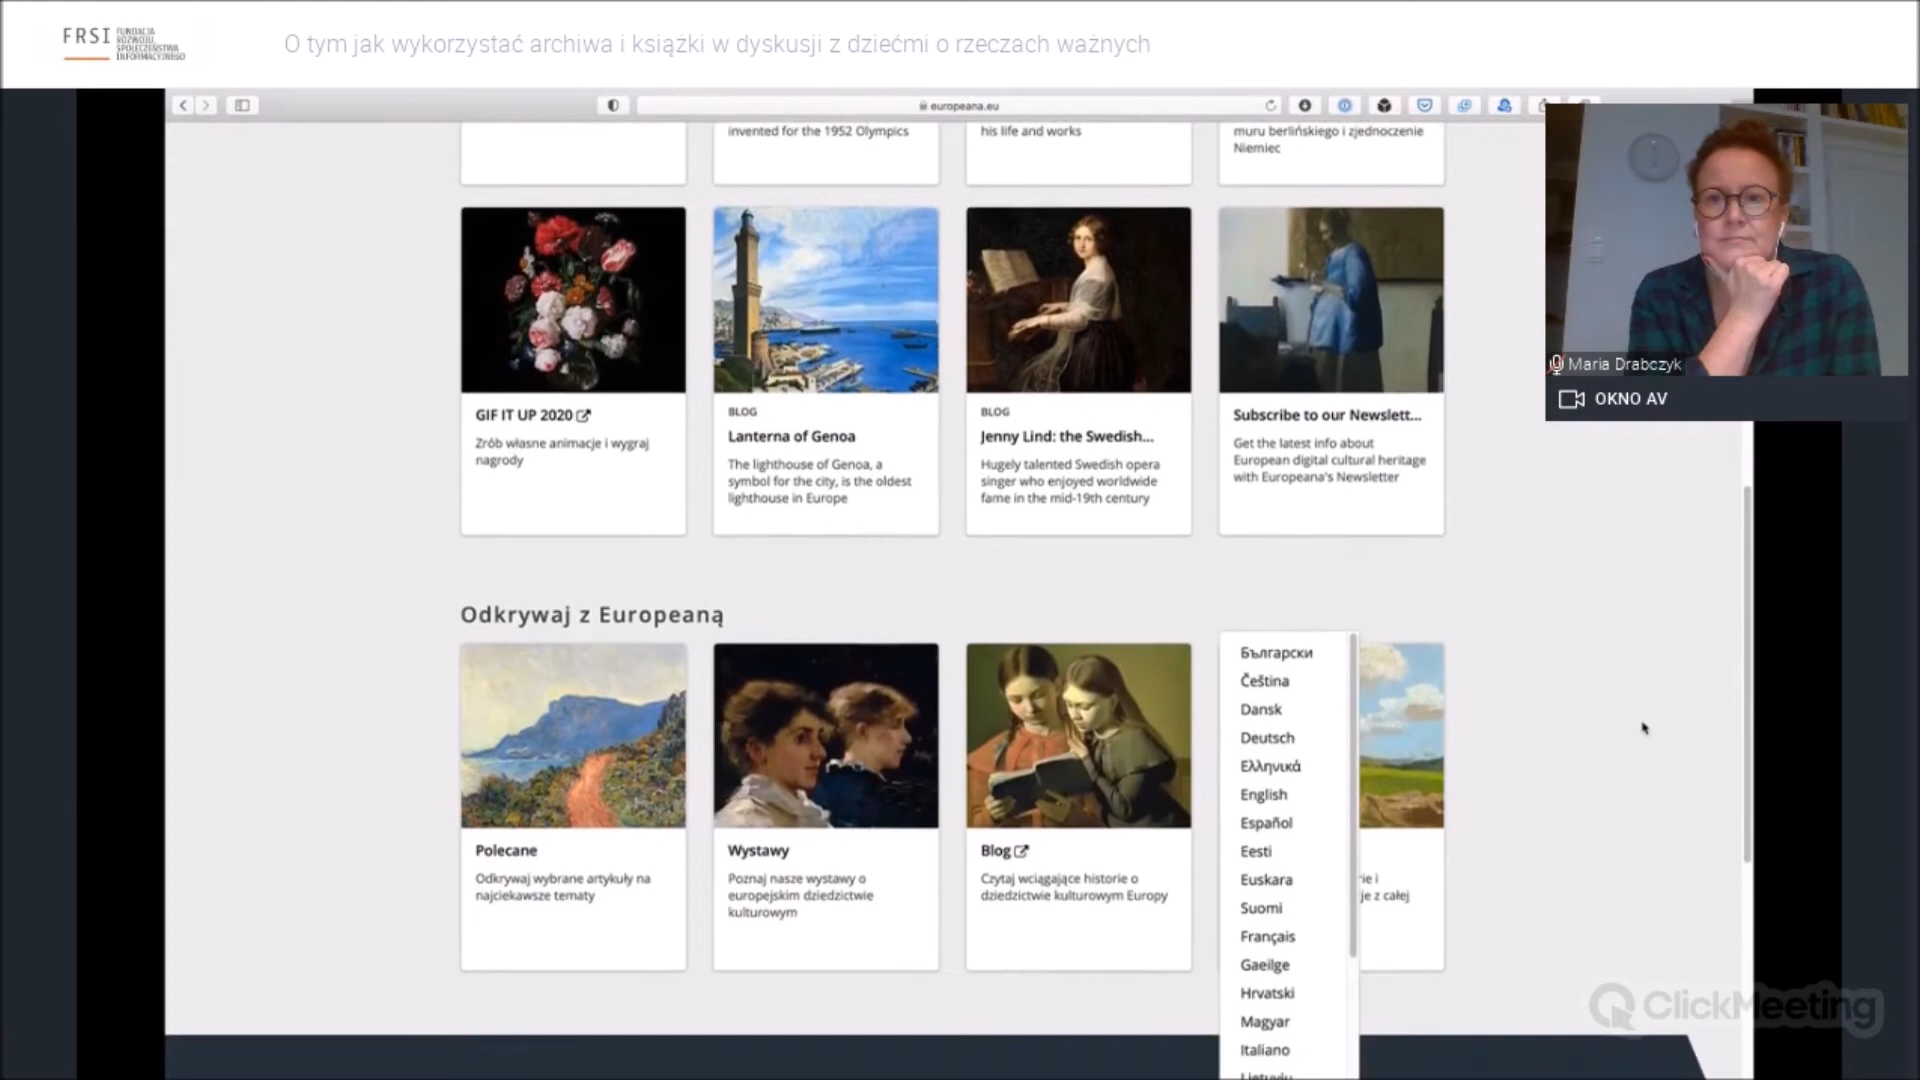 FRSI FUNDACJA
ROZWOJU
SPOŁECZEŃSTWA
INFORMACYJNEGO
O tym jak wykorzystać archiwa i książki w dyskusji z dziećmi o rzeczach ważnych
europeana.eu
invented for the 1952 Olympics
his life and works
muru berlińskiego i zjednoczenie
Niemiec
Maria Drabczyk
OKNO AV
GIF IT UP 2020
Zrób własne animacje i wygraj
nagrody
BLOG
Lanterna of Genoa
The lighthouse of Genoa, a
symbol for the city, is the oldest
lighthouse in Europe
BLOG
Jenny Lind: the Swedish...
Hugely talented Swedish opera
singer who enjoyed worldwide
fame in the mid-19th century
Subscribe to our Newslett...
Get the latest info about
European digital cultural heritage
with Europeana's Newsletter
Odkrywaj z Europeaną
Polecane
Odkrywaj wybrane artykuły na
najciekawsze tematy
Wystawy
Poznaj nasze wystawy o
europejskim dziedzictwie
kulturowym
Blog
Czytaj wciągające historie o
dziedzictwie kulturowym Europy
rie i
je z całej
Български
Čeština
Dansk
Deutsch
Ελληνικά
English
Español
Eesti
Euskara
Suomi
Français
Gaeilge
Hrvatski
Magyar
Italiano
Lietuvių
ClickMeeting